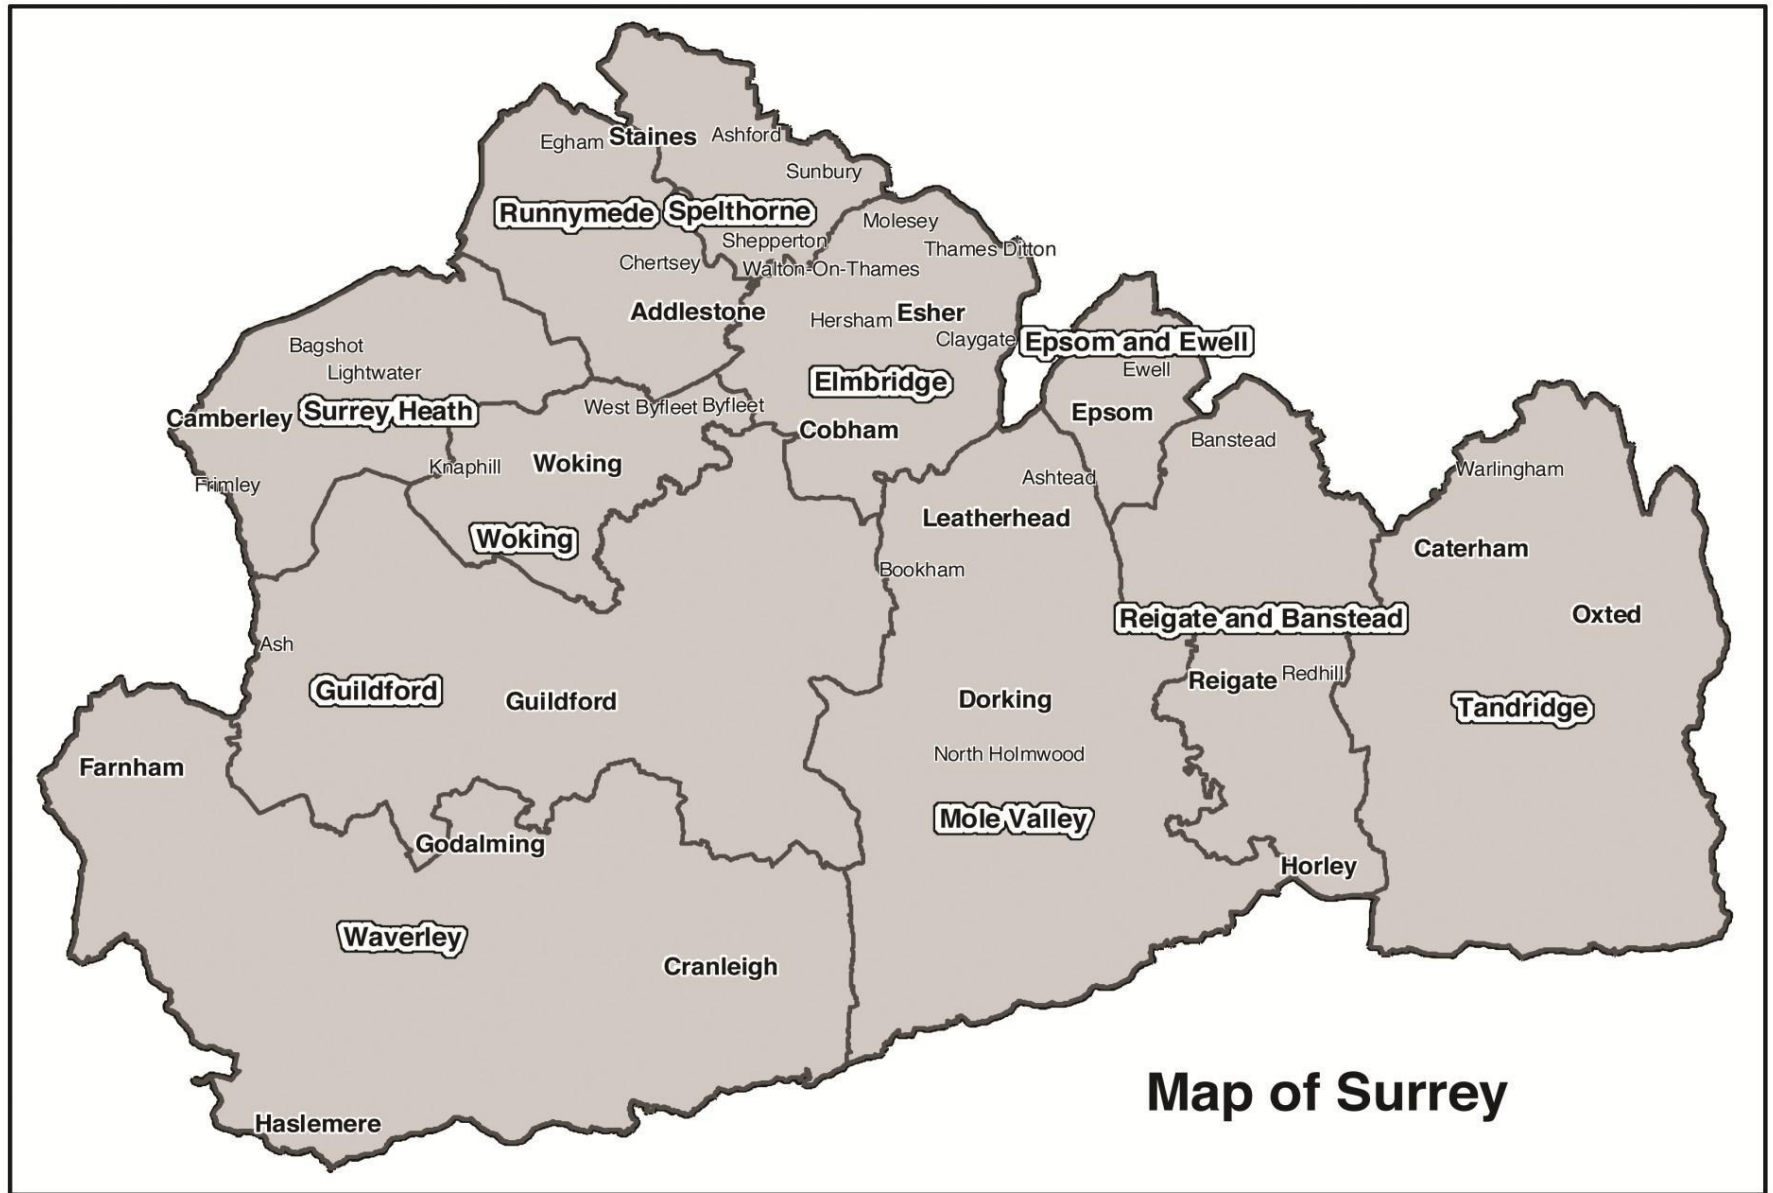 Egham
Staines
Ashford
Sunbury
Runnymede
Spelthorne
Molesey
Shepperton
Thames Ditton
Chertsey
Walton-On-Thames
Addlestone
Hersham
Esher
Claygate
Epsom and Ewell
Bagshot
Lightwater
Ewell
Elmbridge
Camberley
Surrey Heath
West Byfleet
Byfleet
Epsom
Cobham
Banstead
Knaphill
Woking
Warlingham
Frimley
Ashtead
Leatherhead
Woking
Caterham
Bookham
Oxted
Reigate and Banstead
Ash
Reigate
Redhill
Guildford
Guildford
Dorking
Tandridge
North Holmwood
Farnham
Mole Valley
Godalming
Horley
Waverley
Cranleigh
Map of Surrey
Haslemere